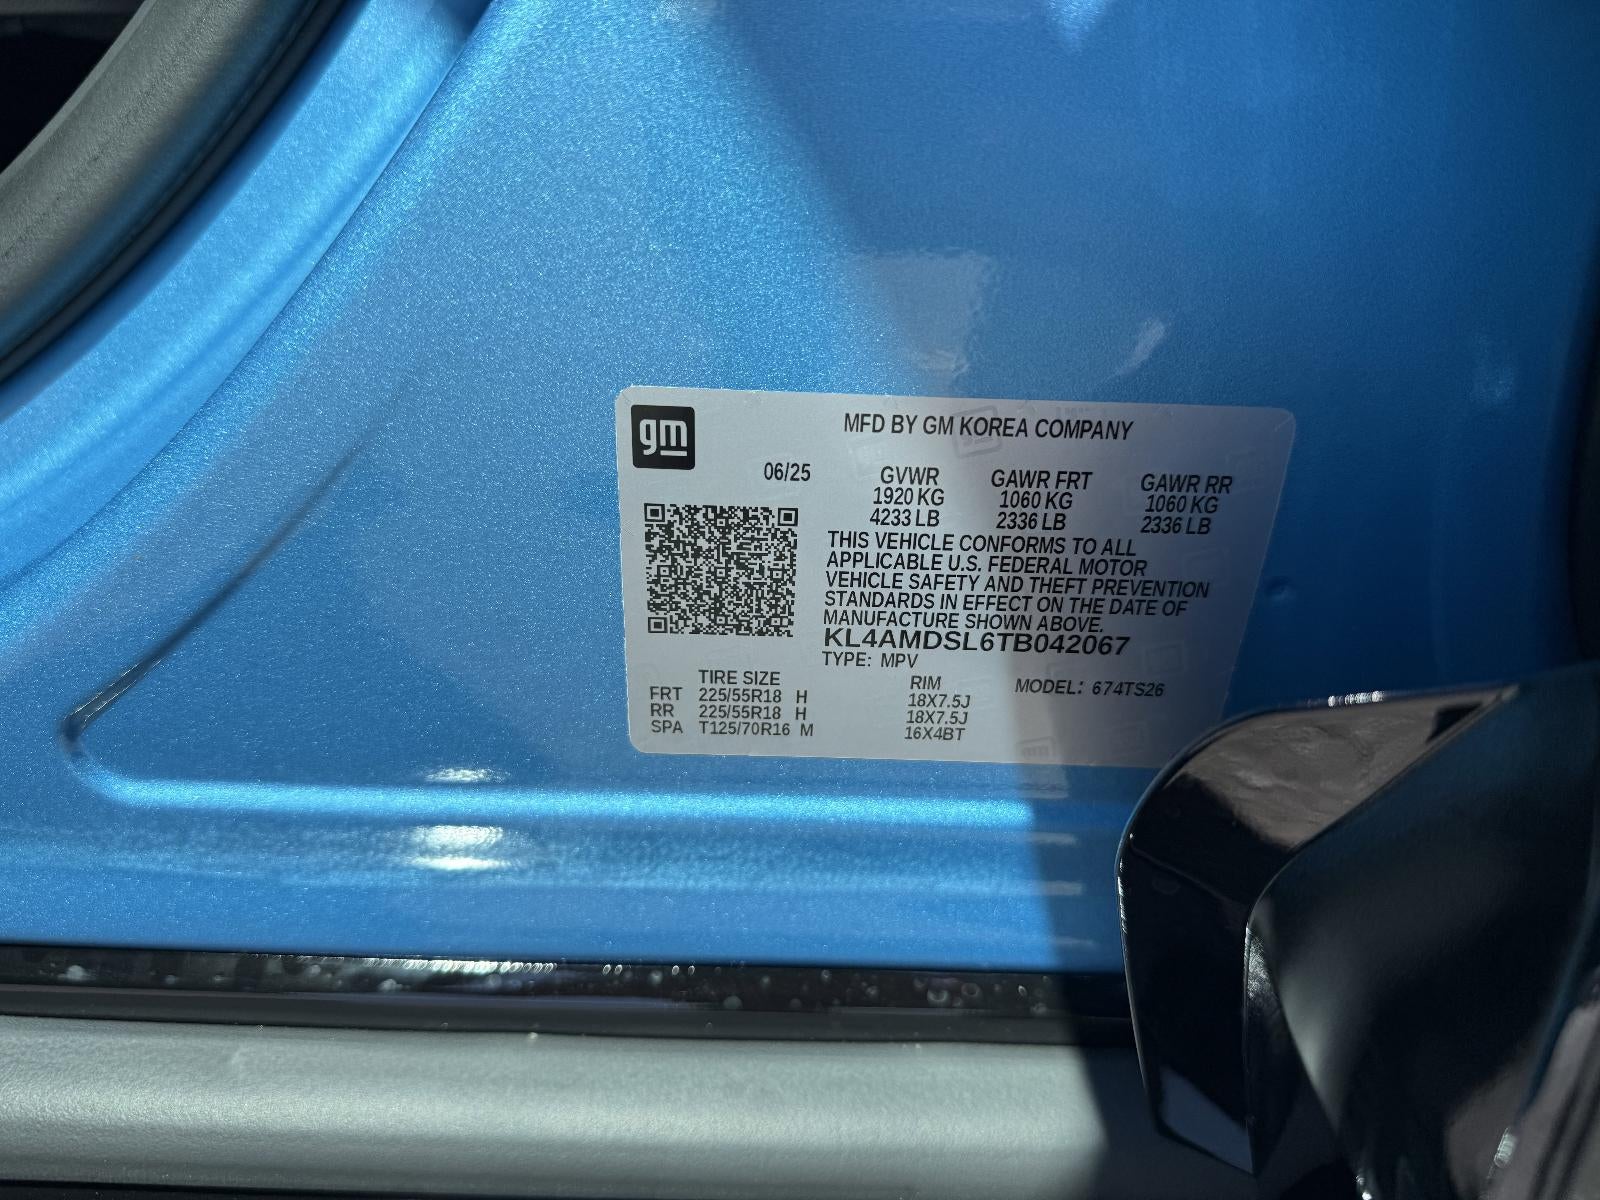 gm
MFD BY GM KOREA COMPANY
06/25
GVWR GAWR FRT GAWR RR
1920 KG 1060 KG 1060 KG
4233 LB 2336 LB 2336 LB
THIS VEHICLE CONFORMS TO ALL
APPLICABLE U.S. FEDERAL MOTOR
VEHICLE SAFETY AND THEFT PREVENTION
STANDARDS IN EFFECT ON THE DATE OF
MANUFACTURE SHOWN ABOVE.
KL4AMDSL6TB042067
TYPE: MPV
TIRE SIZE RIM MODEL: 674TS26
FRT 225/55R18 H 18X7.5J
RR 225/55R18 H 18X7.5J
SPA T125/70R16 M 16X4BT